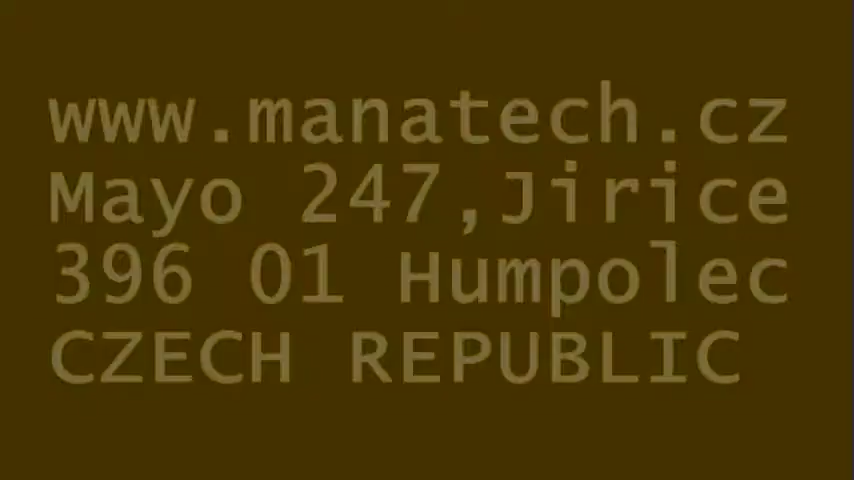 www.manatech.cz
Mayo 247,Jirice
396 01 Humpolec
CZECH REPUBLIC